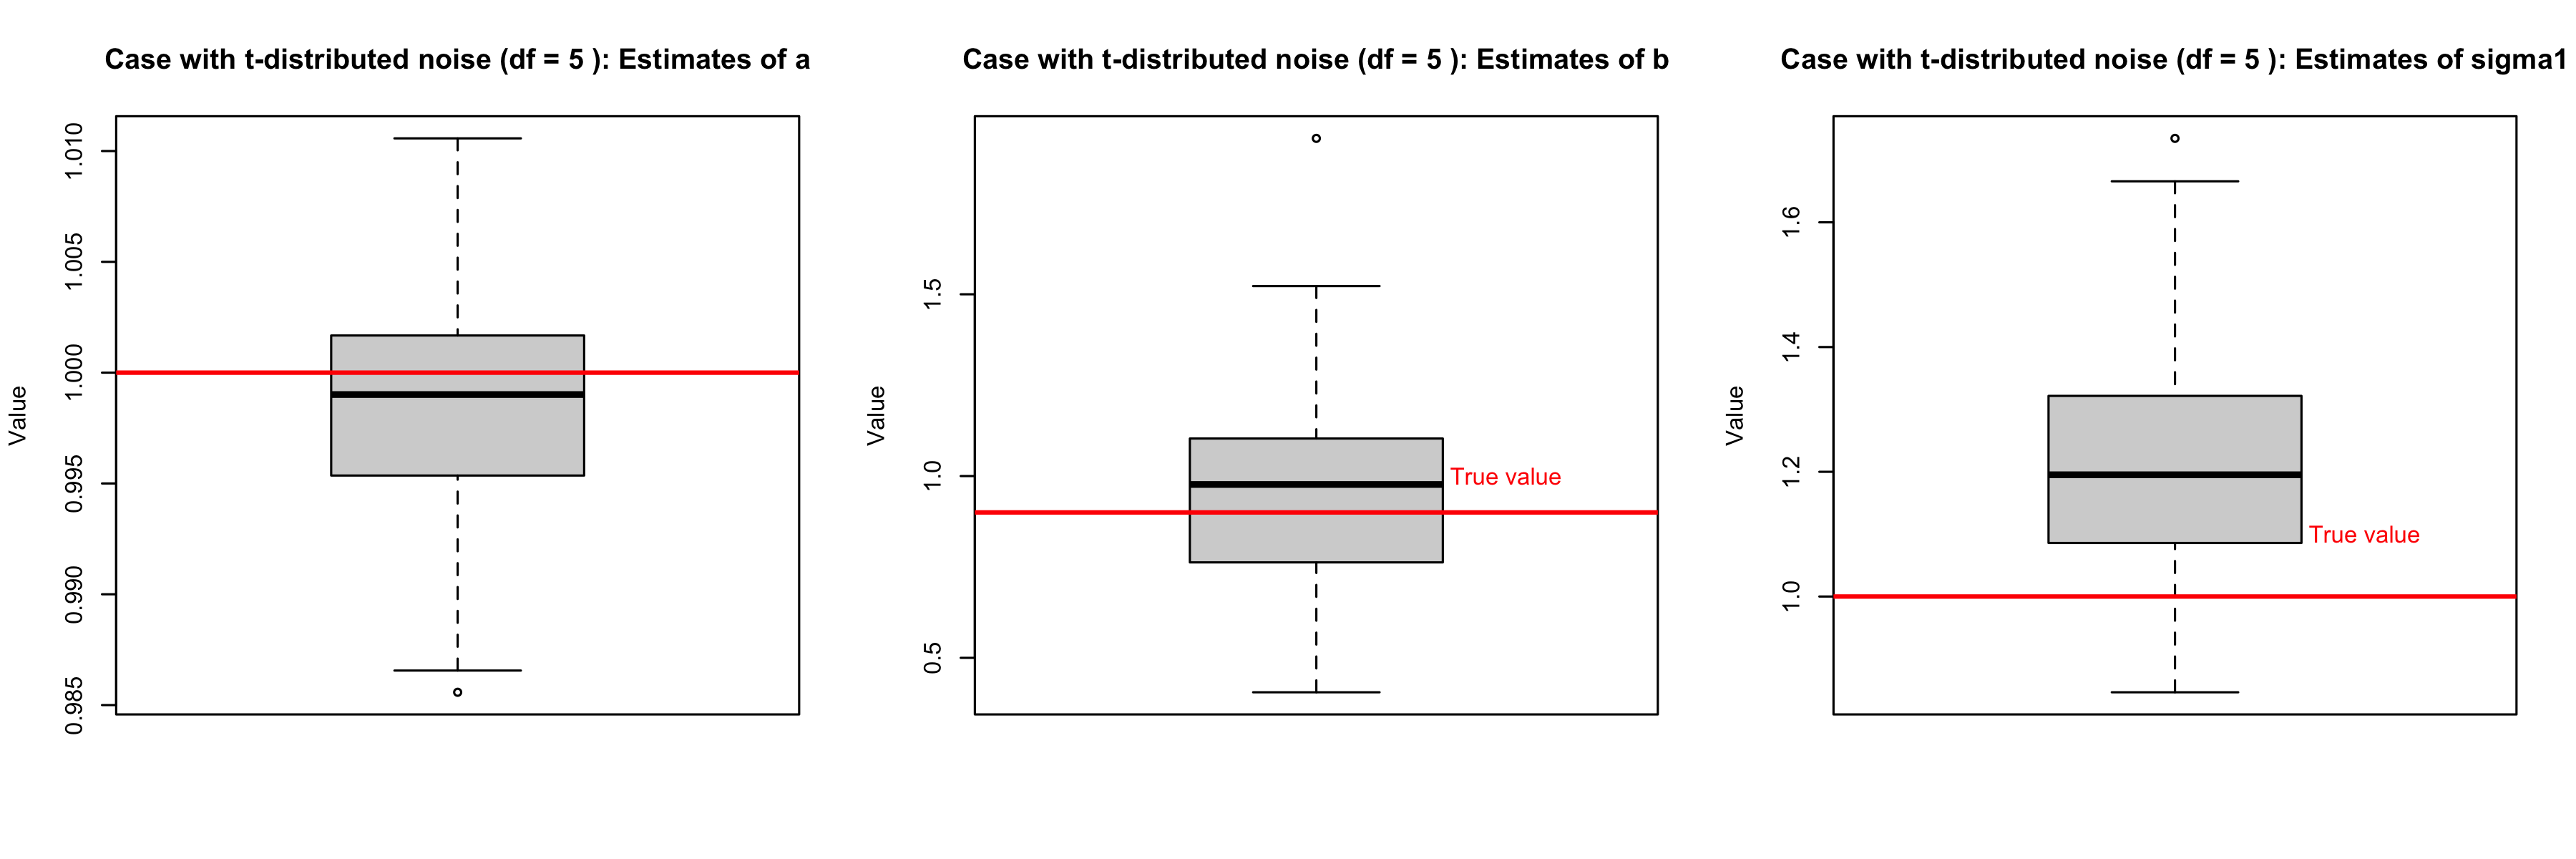 Case with t-distributed noise (df = 5 ): Estimates of a
Value
1.010
1.005
1.000
0.995
0.990
0.985
Case with t-distributed noise (df = 5 ): Estimates of b
Value
1.5
1.0
0.5
True value
Case with t-distributed noise (df = 5 ): Estimates of sigma1
Value
1.6
1.4
1.2
1.0
True value